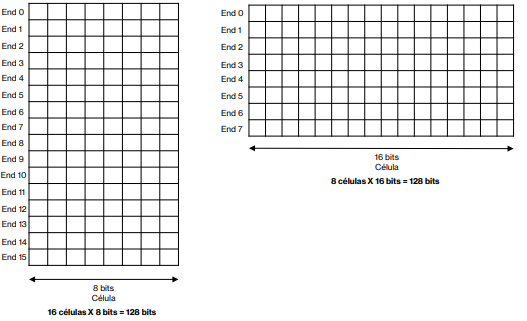 End 0
End 1
End 2
End 3
End 4
End 5
End 6
End 7
End 8
End 9
End 10
End 11
End 12
End 13
End 14
End 15
8 bits
Célula
16 células X 8 bits = 128 bits
End 0
End 1
End 2
End 3
End 4
End 5
End 6
End 7
16 bits
Célula
8 células X 16 bits = 128 bits